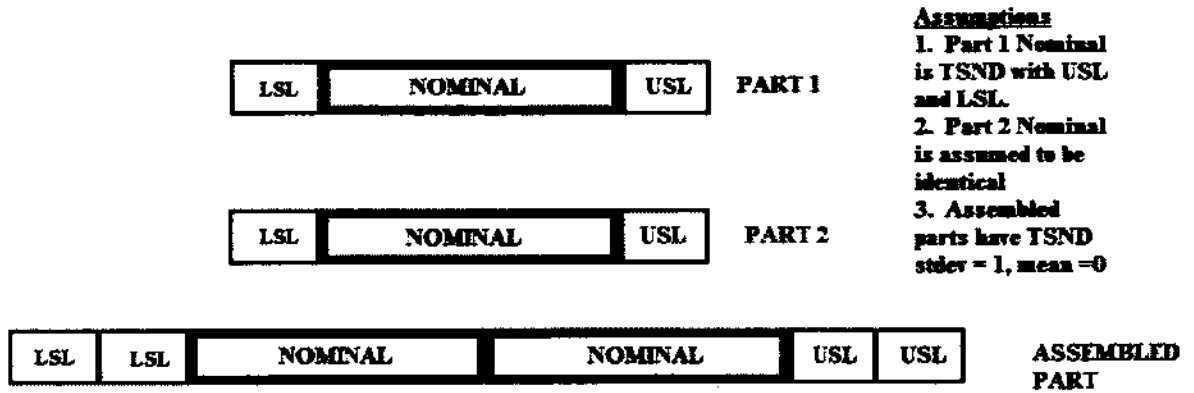 LSL NOMINAL USL PART 1
LSL NOMINAL USL PART 2
LSL LSL NOMINAL NOMINAL USL USL ASSEMBLED
PART
Assumptions
1. Part 1 Nominal
is TSND with USL
and LSL.
2. Part 2 Nominal
is assumed to be
identical
3. Assembled
parts have TSND
stdev = 1, mean =0